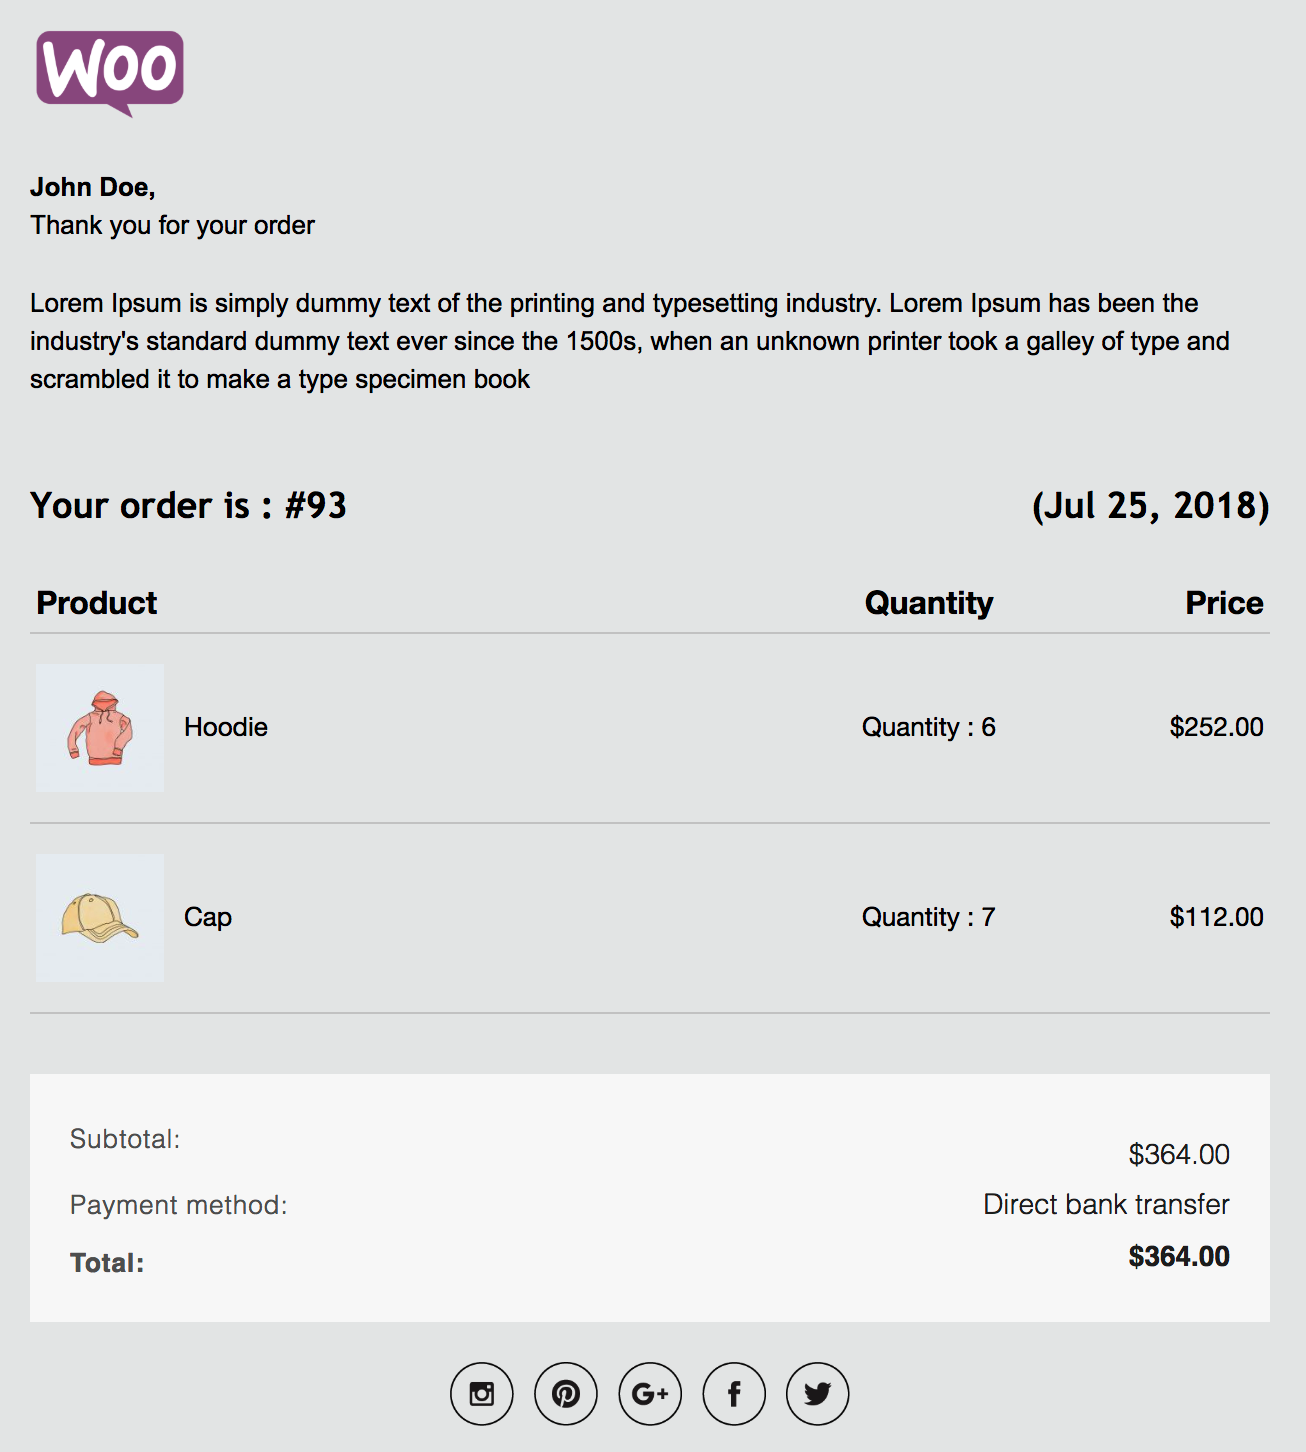 WOO
John Doe,
Thank you for your order
Lorem Ipsum is simply dummy text of the printing and typesetting industry. Lorem Ipsum has been the
industry's standard dummy text ever since the 1500s, when an unknown printer took a galley of type and
scrambled it to make a type specimen book
Your order is : #93 (Jul 25, 2018)
Product Quantity Price
Hoodie Quantity : 6 $252.00
Cap Quantity : 7 $112.00
Subtotal: $364.00
Payment method: Direct bank transfer
Total: $364.00
G+ f